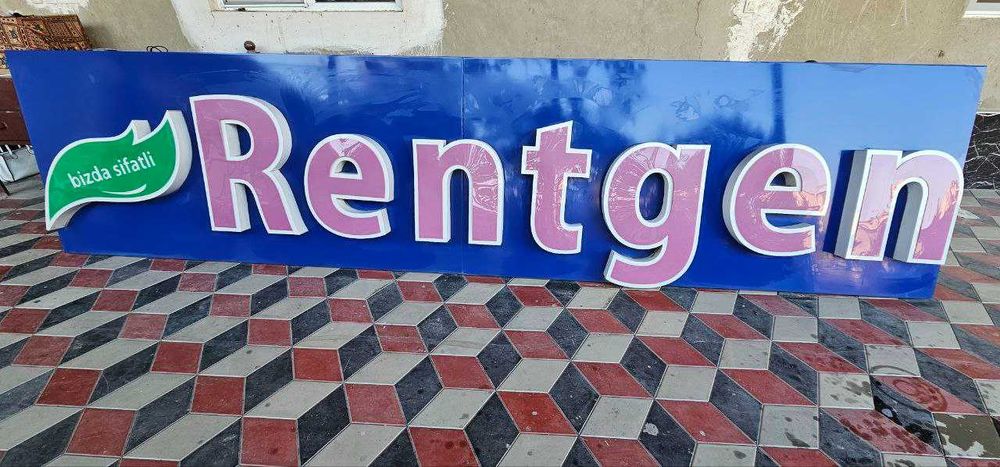 bizda sifatli
Rentgen